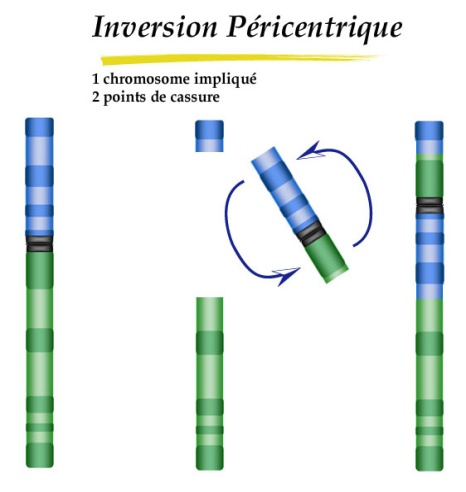 Inversion Péricentrique
1 chromosome impliqué
2 points de cassure